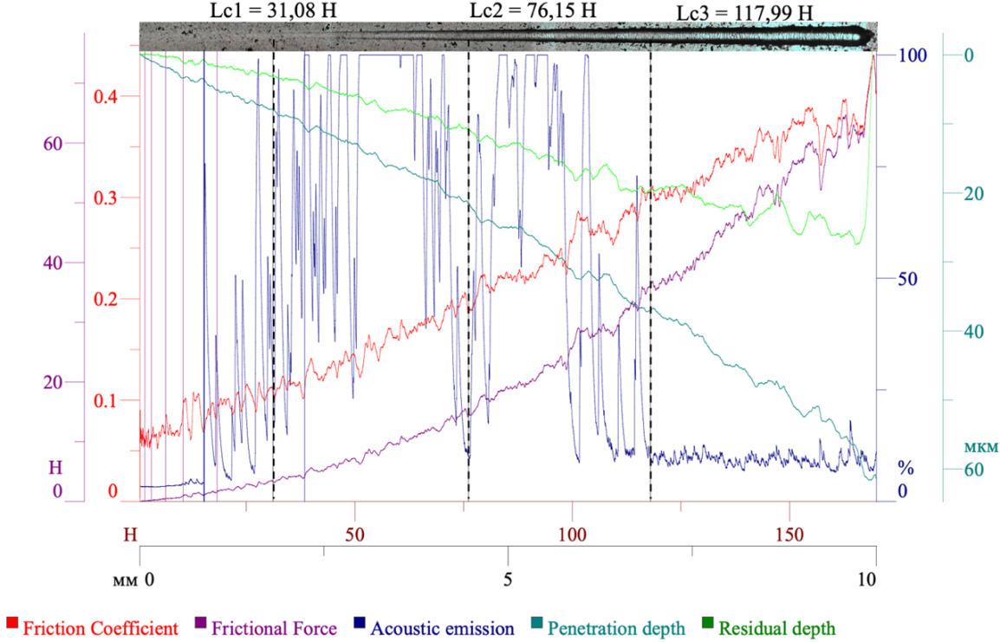 Lc1 = 31,08 Н Lc2 = 76,15 Н Lc3 = 117,99 Н
100 0
0.4
60
0.3 20
40
50
0.2
40
20
0.1
мкм
Н % 60
0 0 0
Н 50 100 150
мм 0 5 10
Friction Coefficient Frictional Force Acoustic emission Penetration depth Residual depth